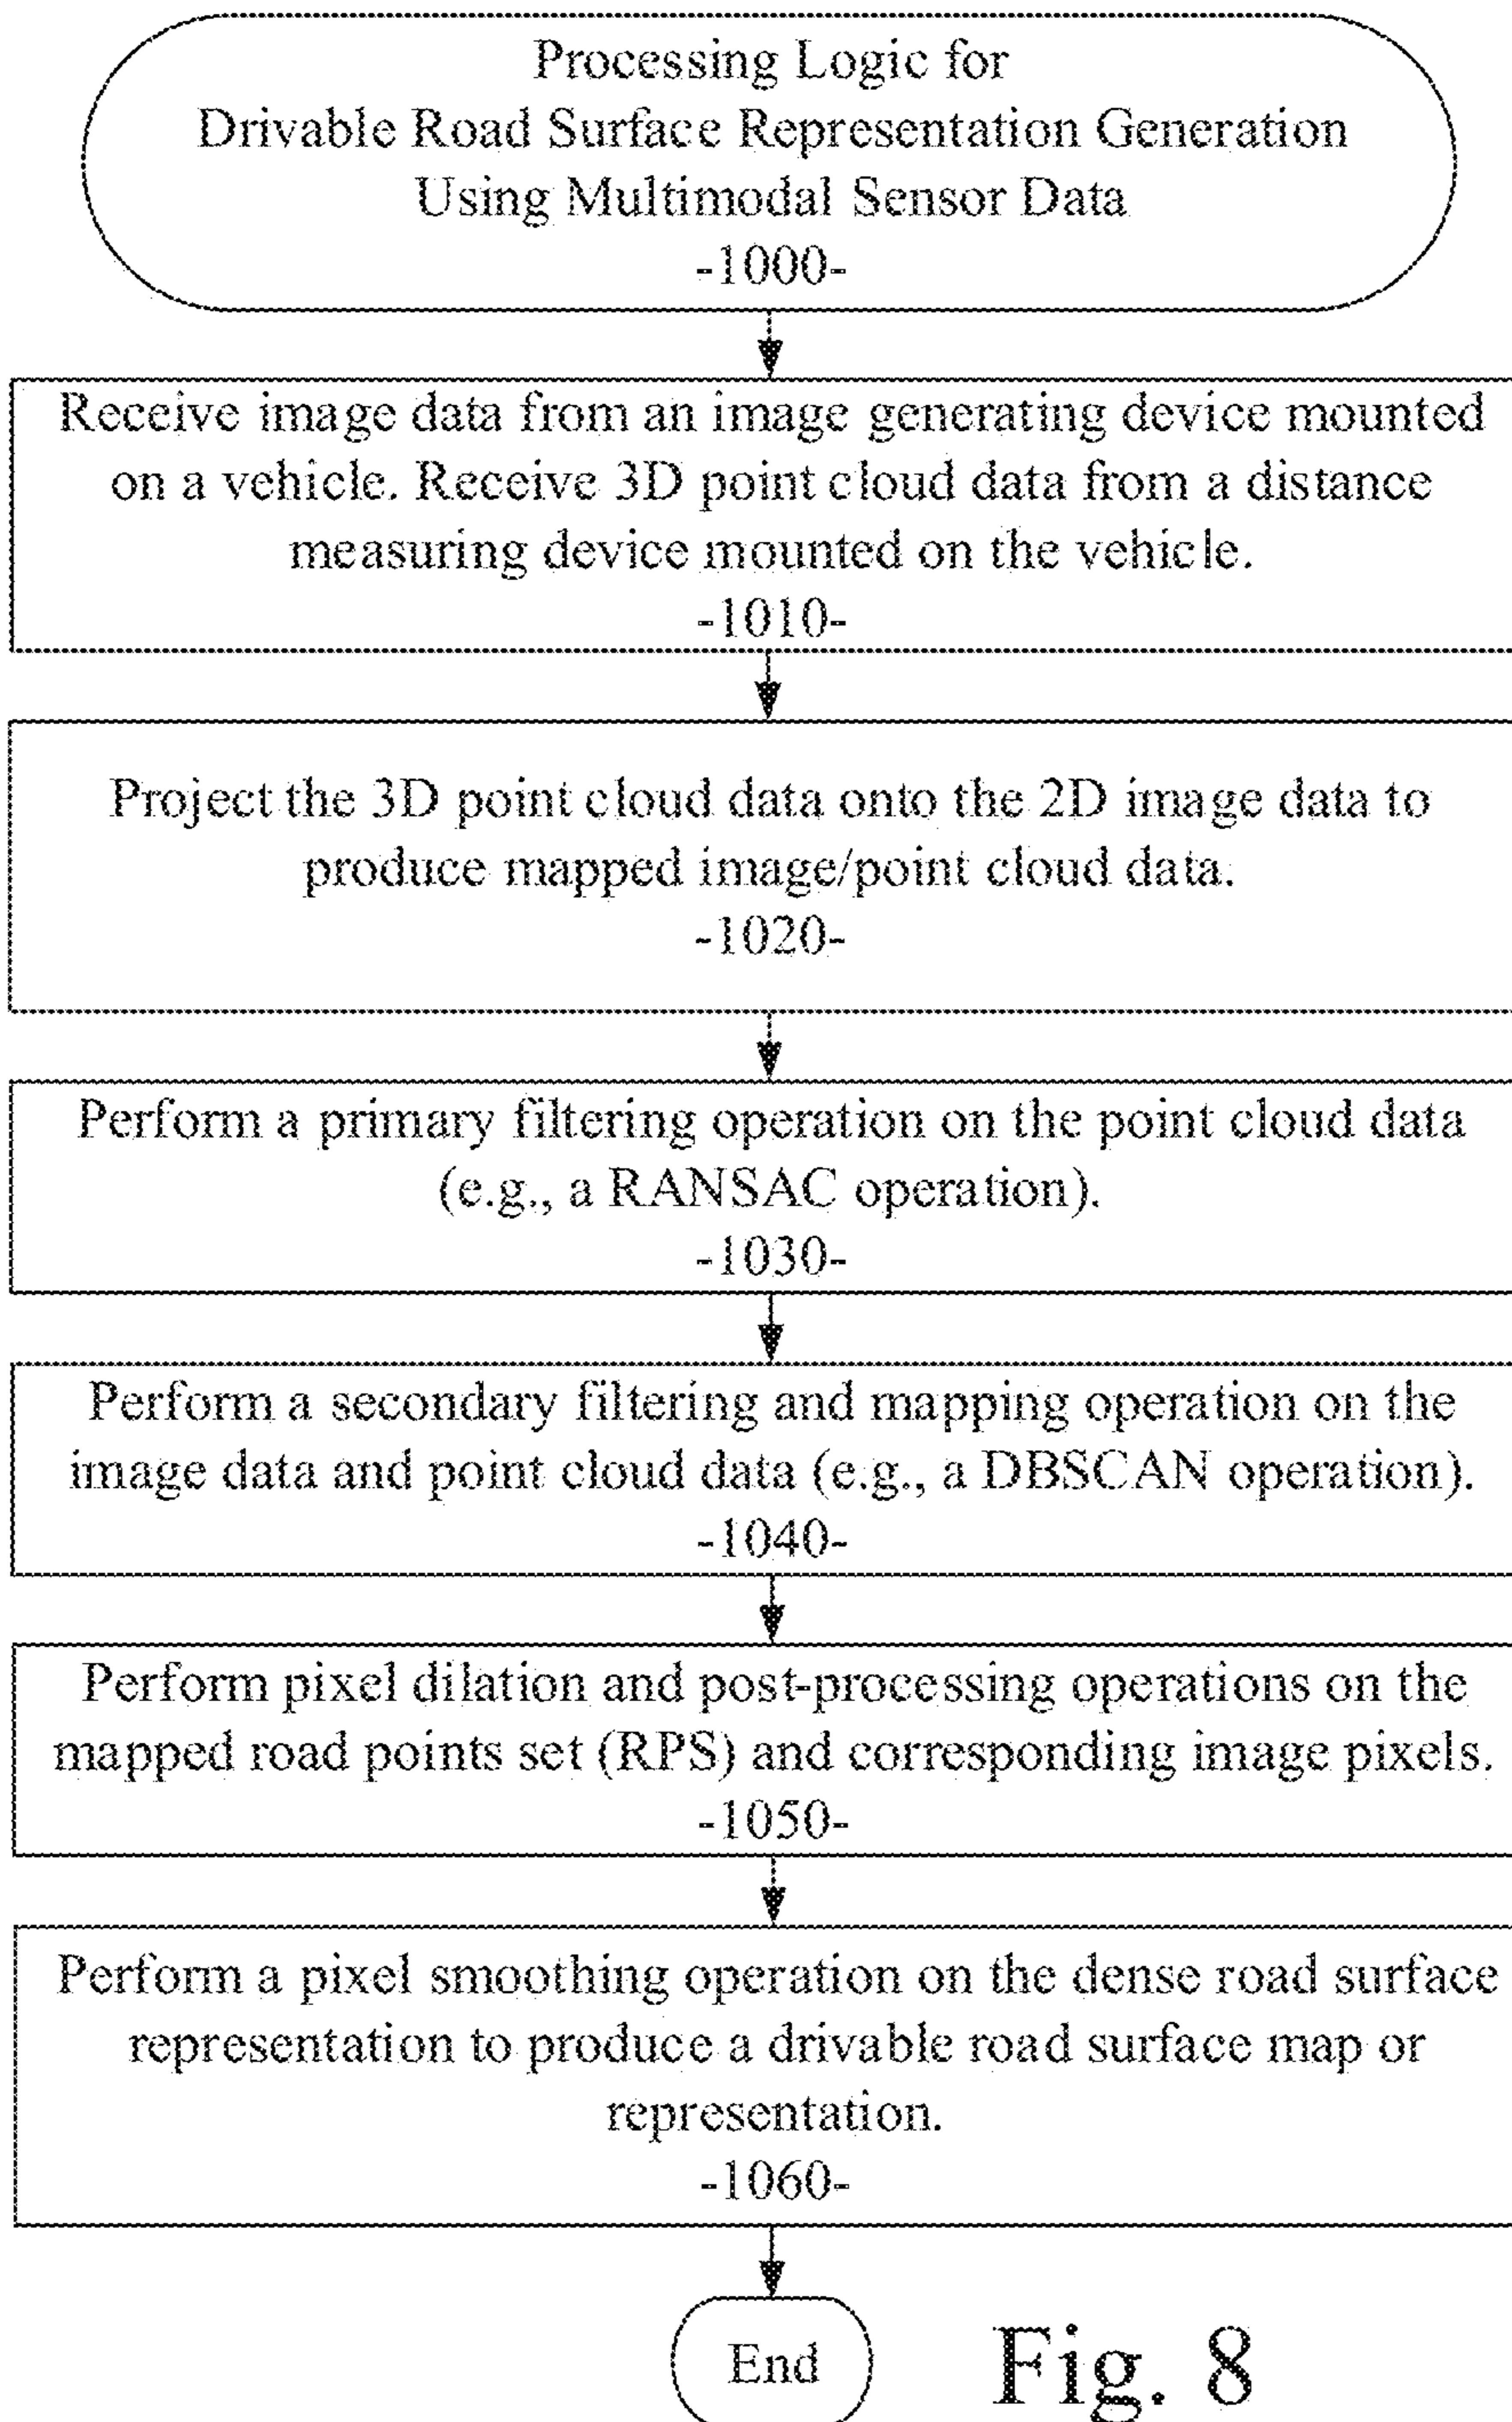 Processing Logic for
Drivable Road Surface Representation Generation
Using Multimodal Sensor Data
-1000-
Receive image data from an image generating device mounted
on a vehicle. Receive 3D point cloud data from a distance
measuring device mounted on the vehicle.
-1010-
Project the 3D point cloud data onto the 2D image data to
produce mapped image/point cloud data.
-1020-
Perform a primary filtering operation on the point cloud data
(e.g., a RANSAC operation).
-1030-
Perform a secondary filtering and mapping operation on the
image data and point cloud data (e.g., a DBSCAN operation).
-1040-
Perform pixel dilation and post-processing operations on the
mapped road points set (RPS) and corresponding image pixels.
-1050-
Perform a pixel smoothing operation on the dense road surface
representation to produce a drivable road surface map or
representation.
-1060-
End
Fig. 8